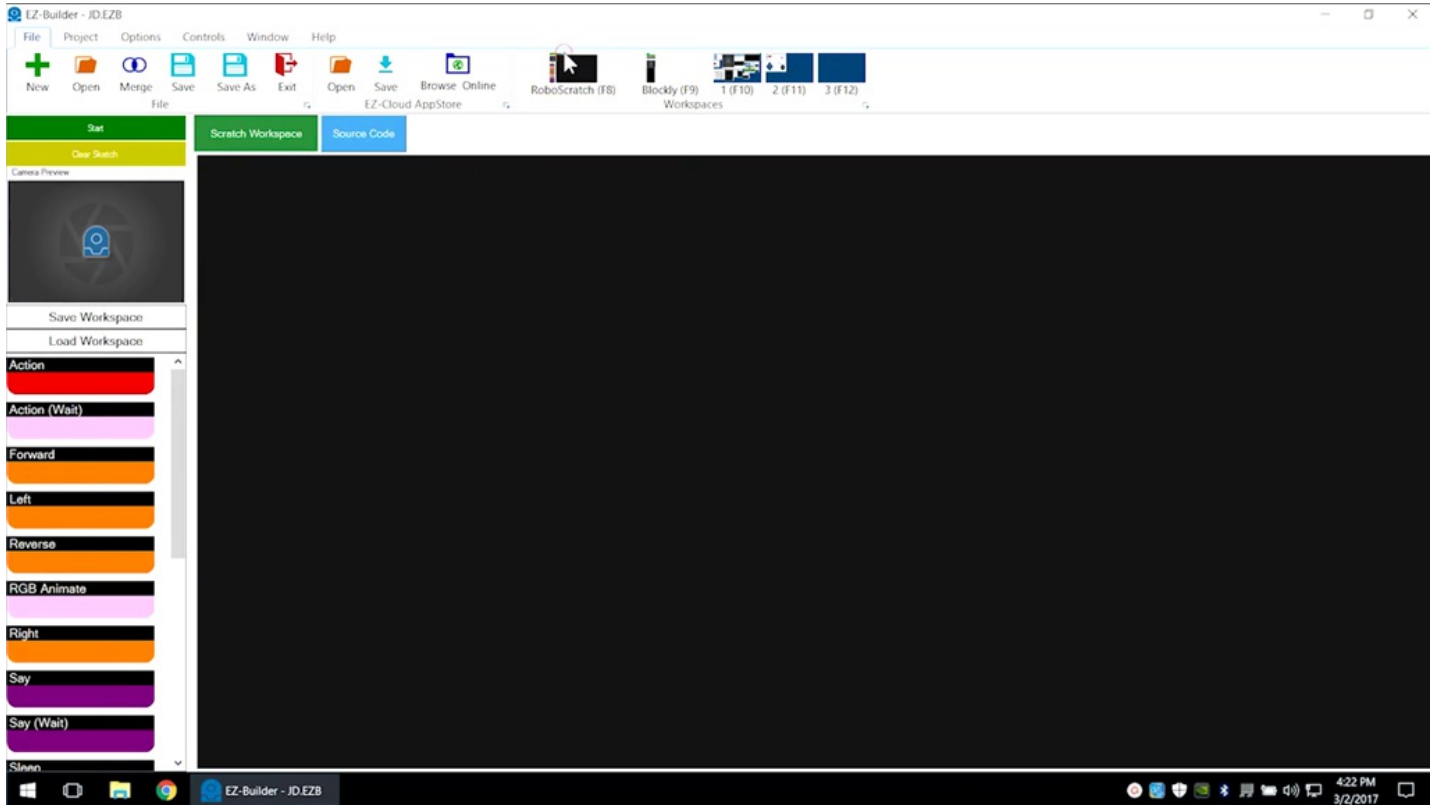 EZ-Builder - JD.EZB
File Project Options Controls Window Help
New Open Merge Save Save As Exit Open Save Browse Online RoboScratch (F8) Blockly (F9) 1 (F10) 2 (F11) 3 (F12)
File EZ-Cloud AppStore Workspaces
Start
Clear Sketch
Scratch Workspace Source Code
Camera Preview
Save Workspace
Load Workspace
Action
Action (Wait)
Forward
Left
Reverse
RGB Animate
Right
Say
Say (Wait)
Sleep
EZ-Builder - JD.EZB
4:22 PM
3/2/2017